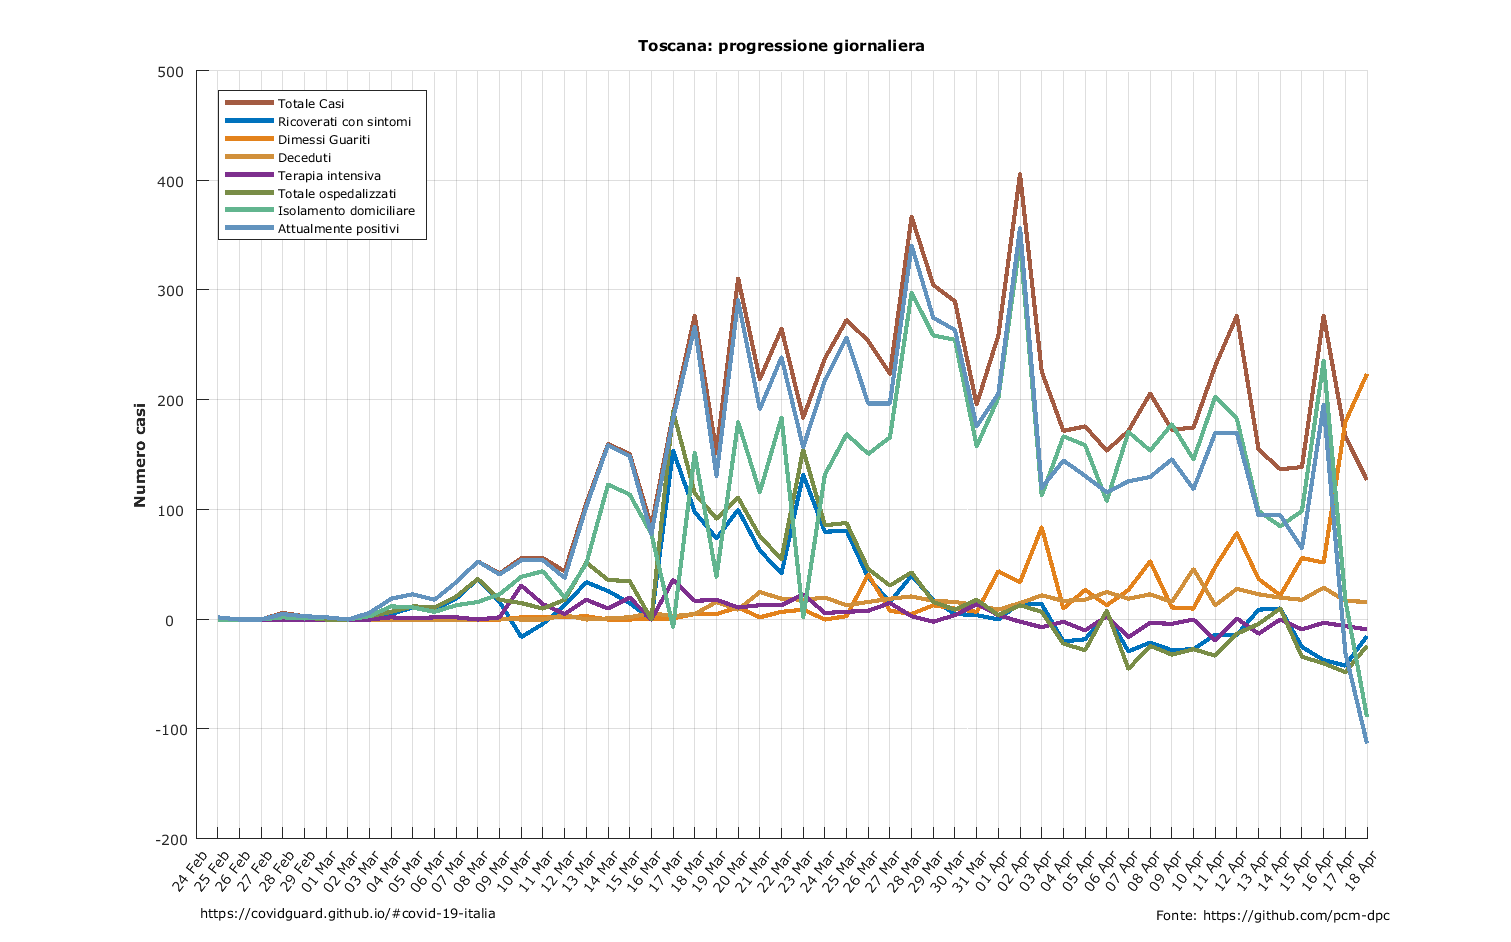 Toscana: progressione giornaliera
500
400
300
200
100
0
-100
-200
Numero casi
Totale Casi
Ricoverati con sintomi
Dimessi Guariti
Deceduti
Terapia intensiva
Totale ospedalizzati
Isolamento domiciliare
Attualmente positivi
24 Feb
25 Feb
26 Feb
27 Feb
28 Feb
29 Feb
01 Mar
02 Mar
03 Mar
04 Mar
05 Mar
06 Mar
07 Mar
08 Mar
09 Mar
10 Mar
11 Mar
12 Mar
13 Mar
14 Mar
15 Mar
16 Mar
17 Mar
18 Mar
19 Mar
20 Mar
21 Mar
22 Mar
23 Mar
24 Mar
25 Mar
26 Mar
27 Mar
28 Mar
29 Mar
30 Mar
31 Mar
01 Apr
02 Apr
03 Apr
04 Apr
05 Apr
06 Apr
07 Apr
08 Apr
09 Apr
10 Apr
11 Apr
12 Apr
13 Apr
14 Apr
15 Apr
16 Apr
17 Apr
18 Apr
https://covidguard.github.io/#covid-19-italia
Fonte: https://github.com/pcm-dpc